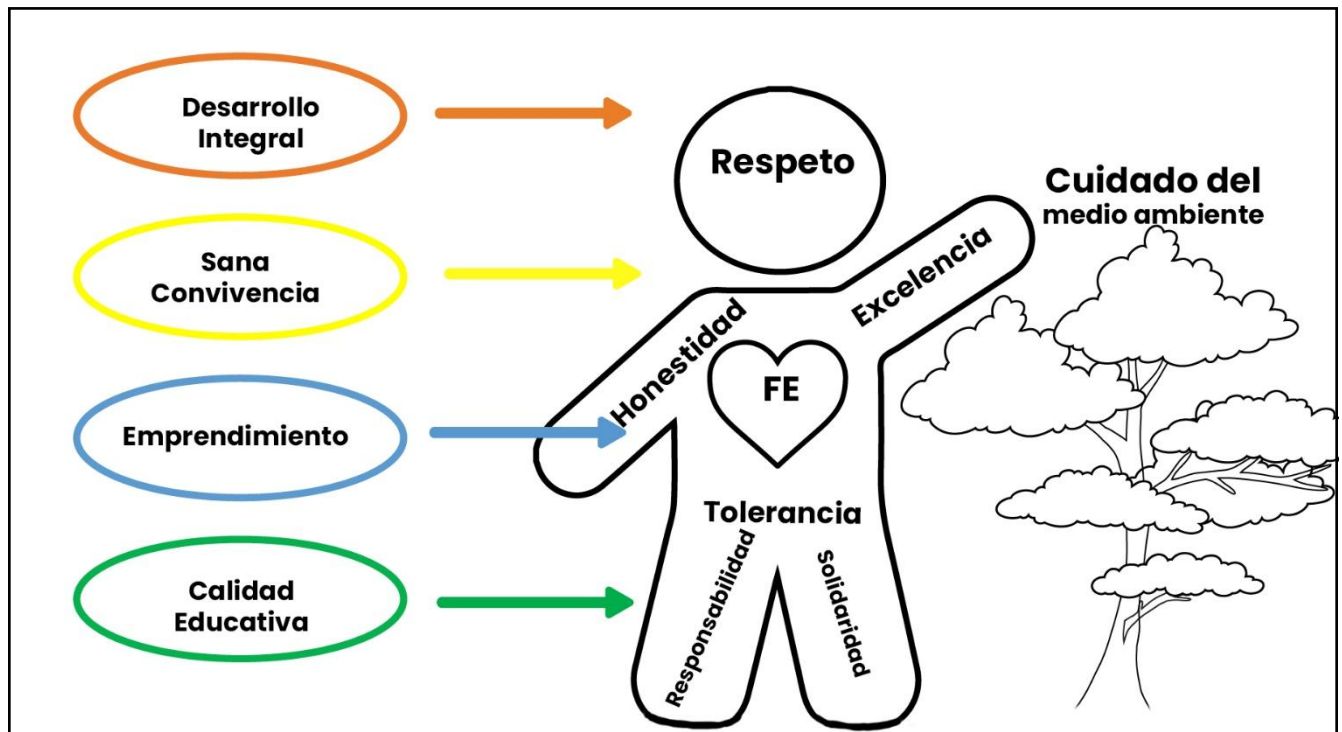 Desarrollo
Integral
Sana
Convivencia
Emprendimiento
Calidad
Educativa
Respeto
Honestidad
Excelencia
FE
Tolerancia
Responsabilidad
Solidaridad
Cuidado del
medio ambiente